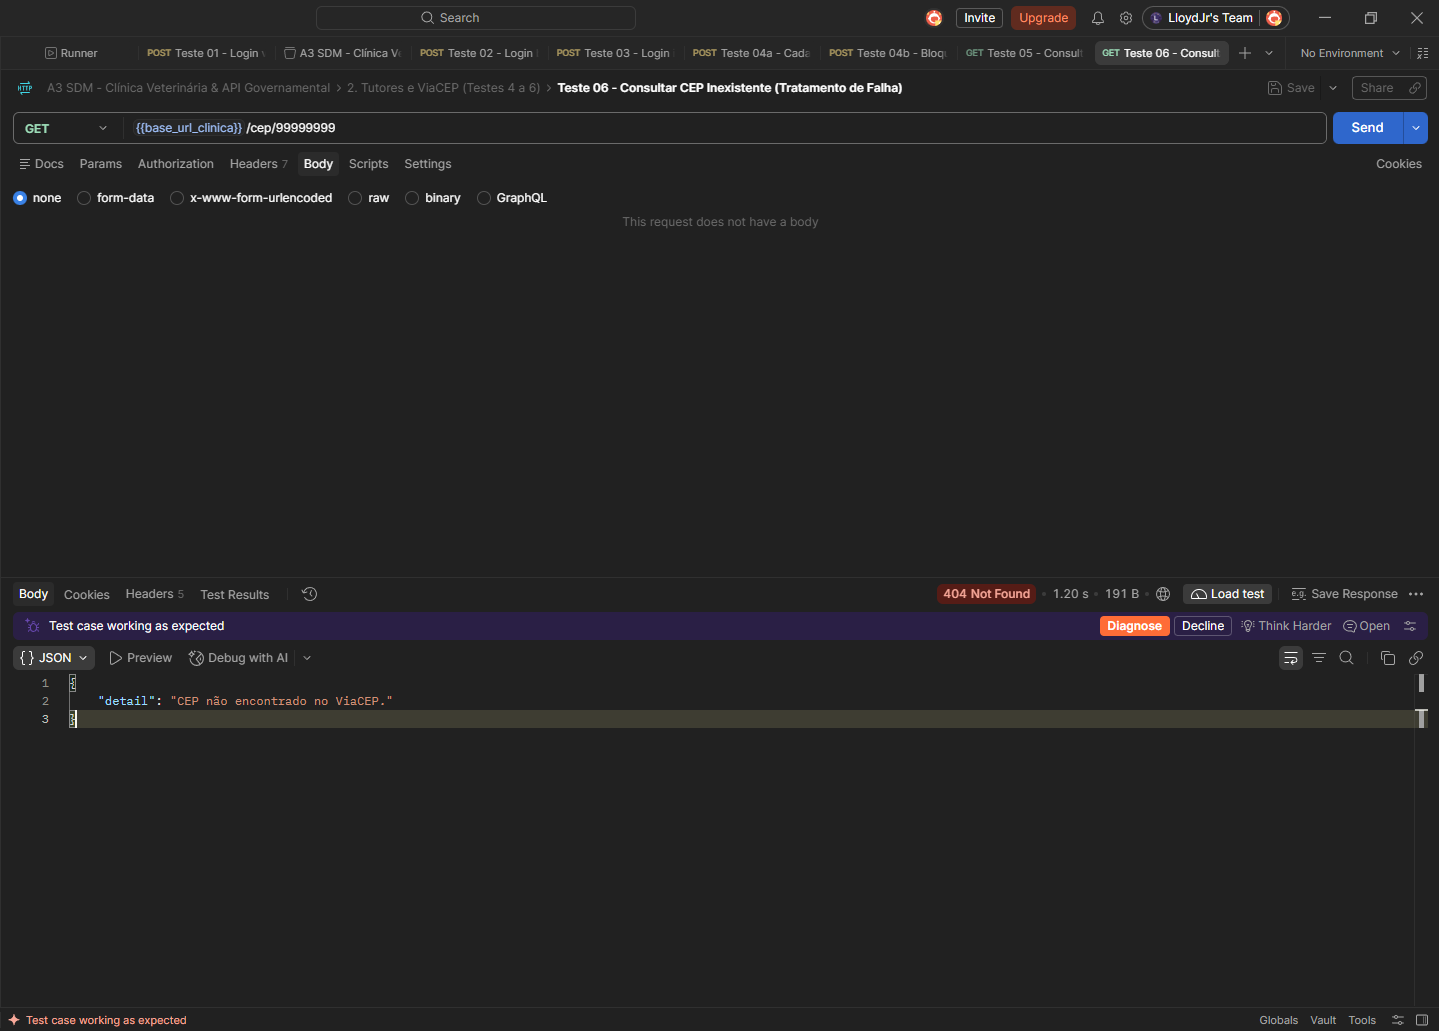 Search
Invite
Upgrade
L LloydJr's Team
Runner
POST Teste 01 - Login v
A3 SDM - Clínica Ve
POST Teste 02 - Login
POST Teste 03 - Login
POST Teste 04a - Cada
POST Teste 04b - Bloq
GET Teste 05 - Consult
GET Teste 06 - Consult
No Environment
HTTP A3 SDM - Clínica Veterinária & API Governamental > 2. Tutores e ViaCEP (Testes 4 a 6) > Teste 06 - Consultar CEP Inexistente (Tratamento de Falha)
Save
Share
GET {{base_url_clinica}} /cep/99999999
Send
Docs Params Authorization Headers 7 Body Scripts Settings
Cookies
none form-data x-www-form-urlencoded raw binary GraphQL
This request does not have a body
Body Cookies Headers 5 Test Results
404 Not Found • 1.20 s • 191 B
Load test
e.g. Save Response
Test case working as expected
Diagnose Decline Think Harder Open
{} JSON Preview Debug with AI
1 {
2 "detail": "CEP não encontrado no ViaCEP."
3 }
Test case working as expected
Globals Vault Tools